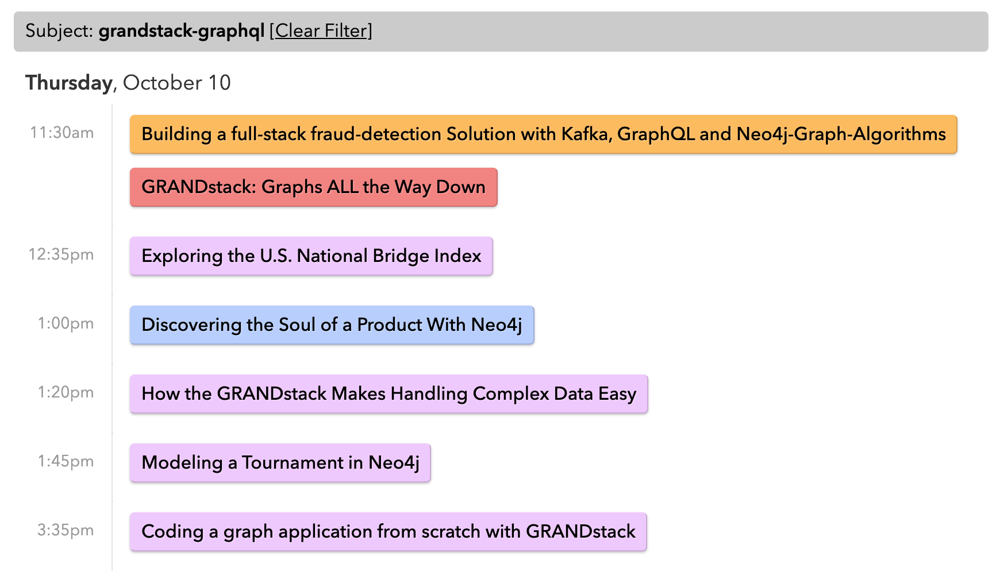 Subject: grandstack-graphql [Clear Filter]
Thursday, October 10
11:30am
Building a full-stack fraud-detection Solution with Kafka, GraphQL and Neo4j-Graph-Algorithms
GRANDstack: Graphs ALL the Way Down
12:35pm
Exploring the U.S. National Bridge Index
1:00pm
Discovering the Soul of a Product With Neo4j
1:20pm
How the GRANDstack Makes Handling Complex Data Easy
1:45pm
Modeling a Tournament in Neo4j
3:35pm
Coding a graph application from scratch with GRANDstack